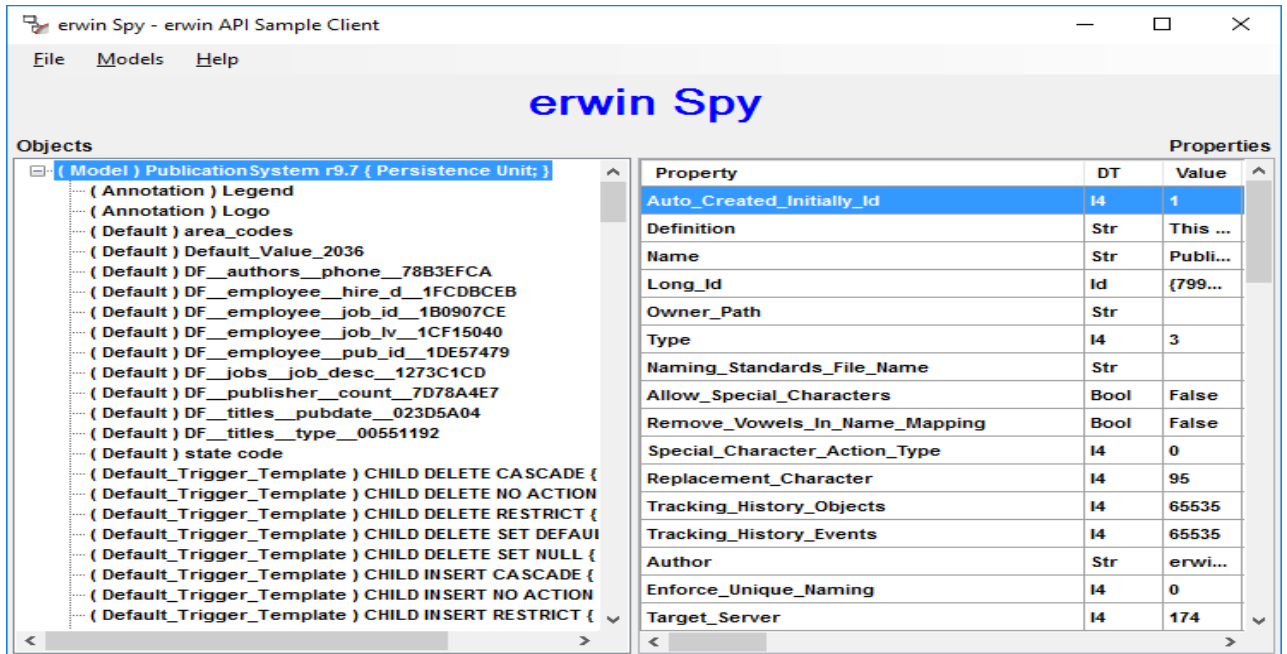 erwin Spy - erwin API Sample Client
File Models Help
erwin Spy
Objects
( Model ) PublicationSystem r9.7 { Persistence Unit; }
( Annotation ) Legend
( Annotation ) Logo
( Default ) area_codes
( Default ) Default_Value_2036
( Default ) DF__authors__phone__78B3EFCA
( Default ) DF__employee__hire_d__1FCDBCEB
( Default ) DF__employee__job_id__1B0907CE
( Default ) DF__employee__job_lv__1CF15040
( Default ) DF__employee__pub_id__1DE57479
( Default ) DF__jobs__job_desc__1273C1CD
( Default ) DF__publisher__count__7D78A4E7
( Default ) DF__titles__pubdate__023D5A04
( Default ) DF__titles__type__00551192
( Default ) state code
( Default_Trigger_Template ) CHILD DELETE CASCADE {
( Default_Trigger_Template ) CHILD DELETE NO ACTION
( Default_Trigger_Template ) CHILD DELETE RESTRICT {
( Default_Trigger_Template ) CHILD DELETE SET DEFAUL
( Default_Trigger_Template ) CHILD DELETE SET NULL {
( Default_Trigger_Template ) CHILD INSERT CASCADE {
( Default_Trigger_Template ) CHILD INSERT NO ACTION
( Default_Trigger_Template ) CHILD INSERT RESTRICT {
Properties
Property DT Value
Auto_Created_Initially_Id I4 1
Definition Str This ...
Name Str Publi...
Long_Id Id {799...
Owner_Path Str
Type I4 3
Naming_Standards_File_Name Str
Allow_Special_Characters Bool False
Remove_Vowels_In_Name_Mapping Bool False
Special_Character_Action_Type I4 0
Replacement_Character I4 95
Tracking_History_Objects I4 65535
Tracking_History_Events I4 65535
Author Str erwi...
Enforce_Unique_Naming I4 0
Target_Server I4 174